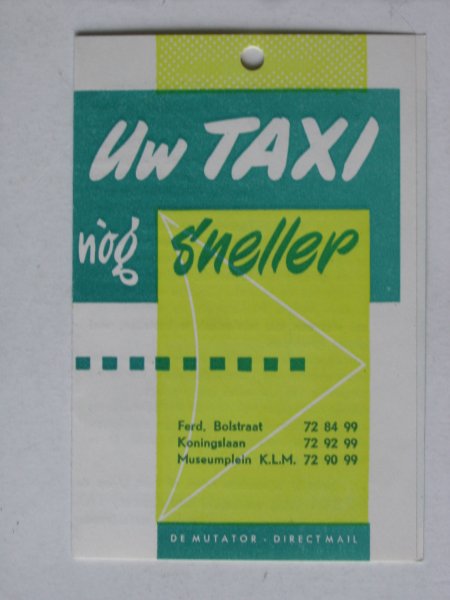 Uw TAXI
nòg sneller
Ferd. Bolstraat 72 84 99
Koningslaan 72 92 99
Museumplein K.L.M. 72 90 99
DE MUTATOR - DIRECTMAIL